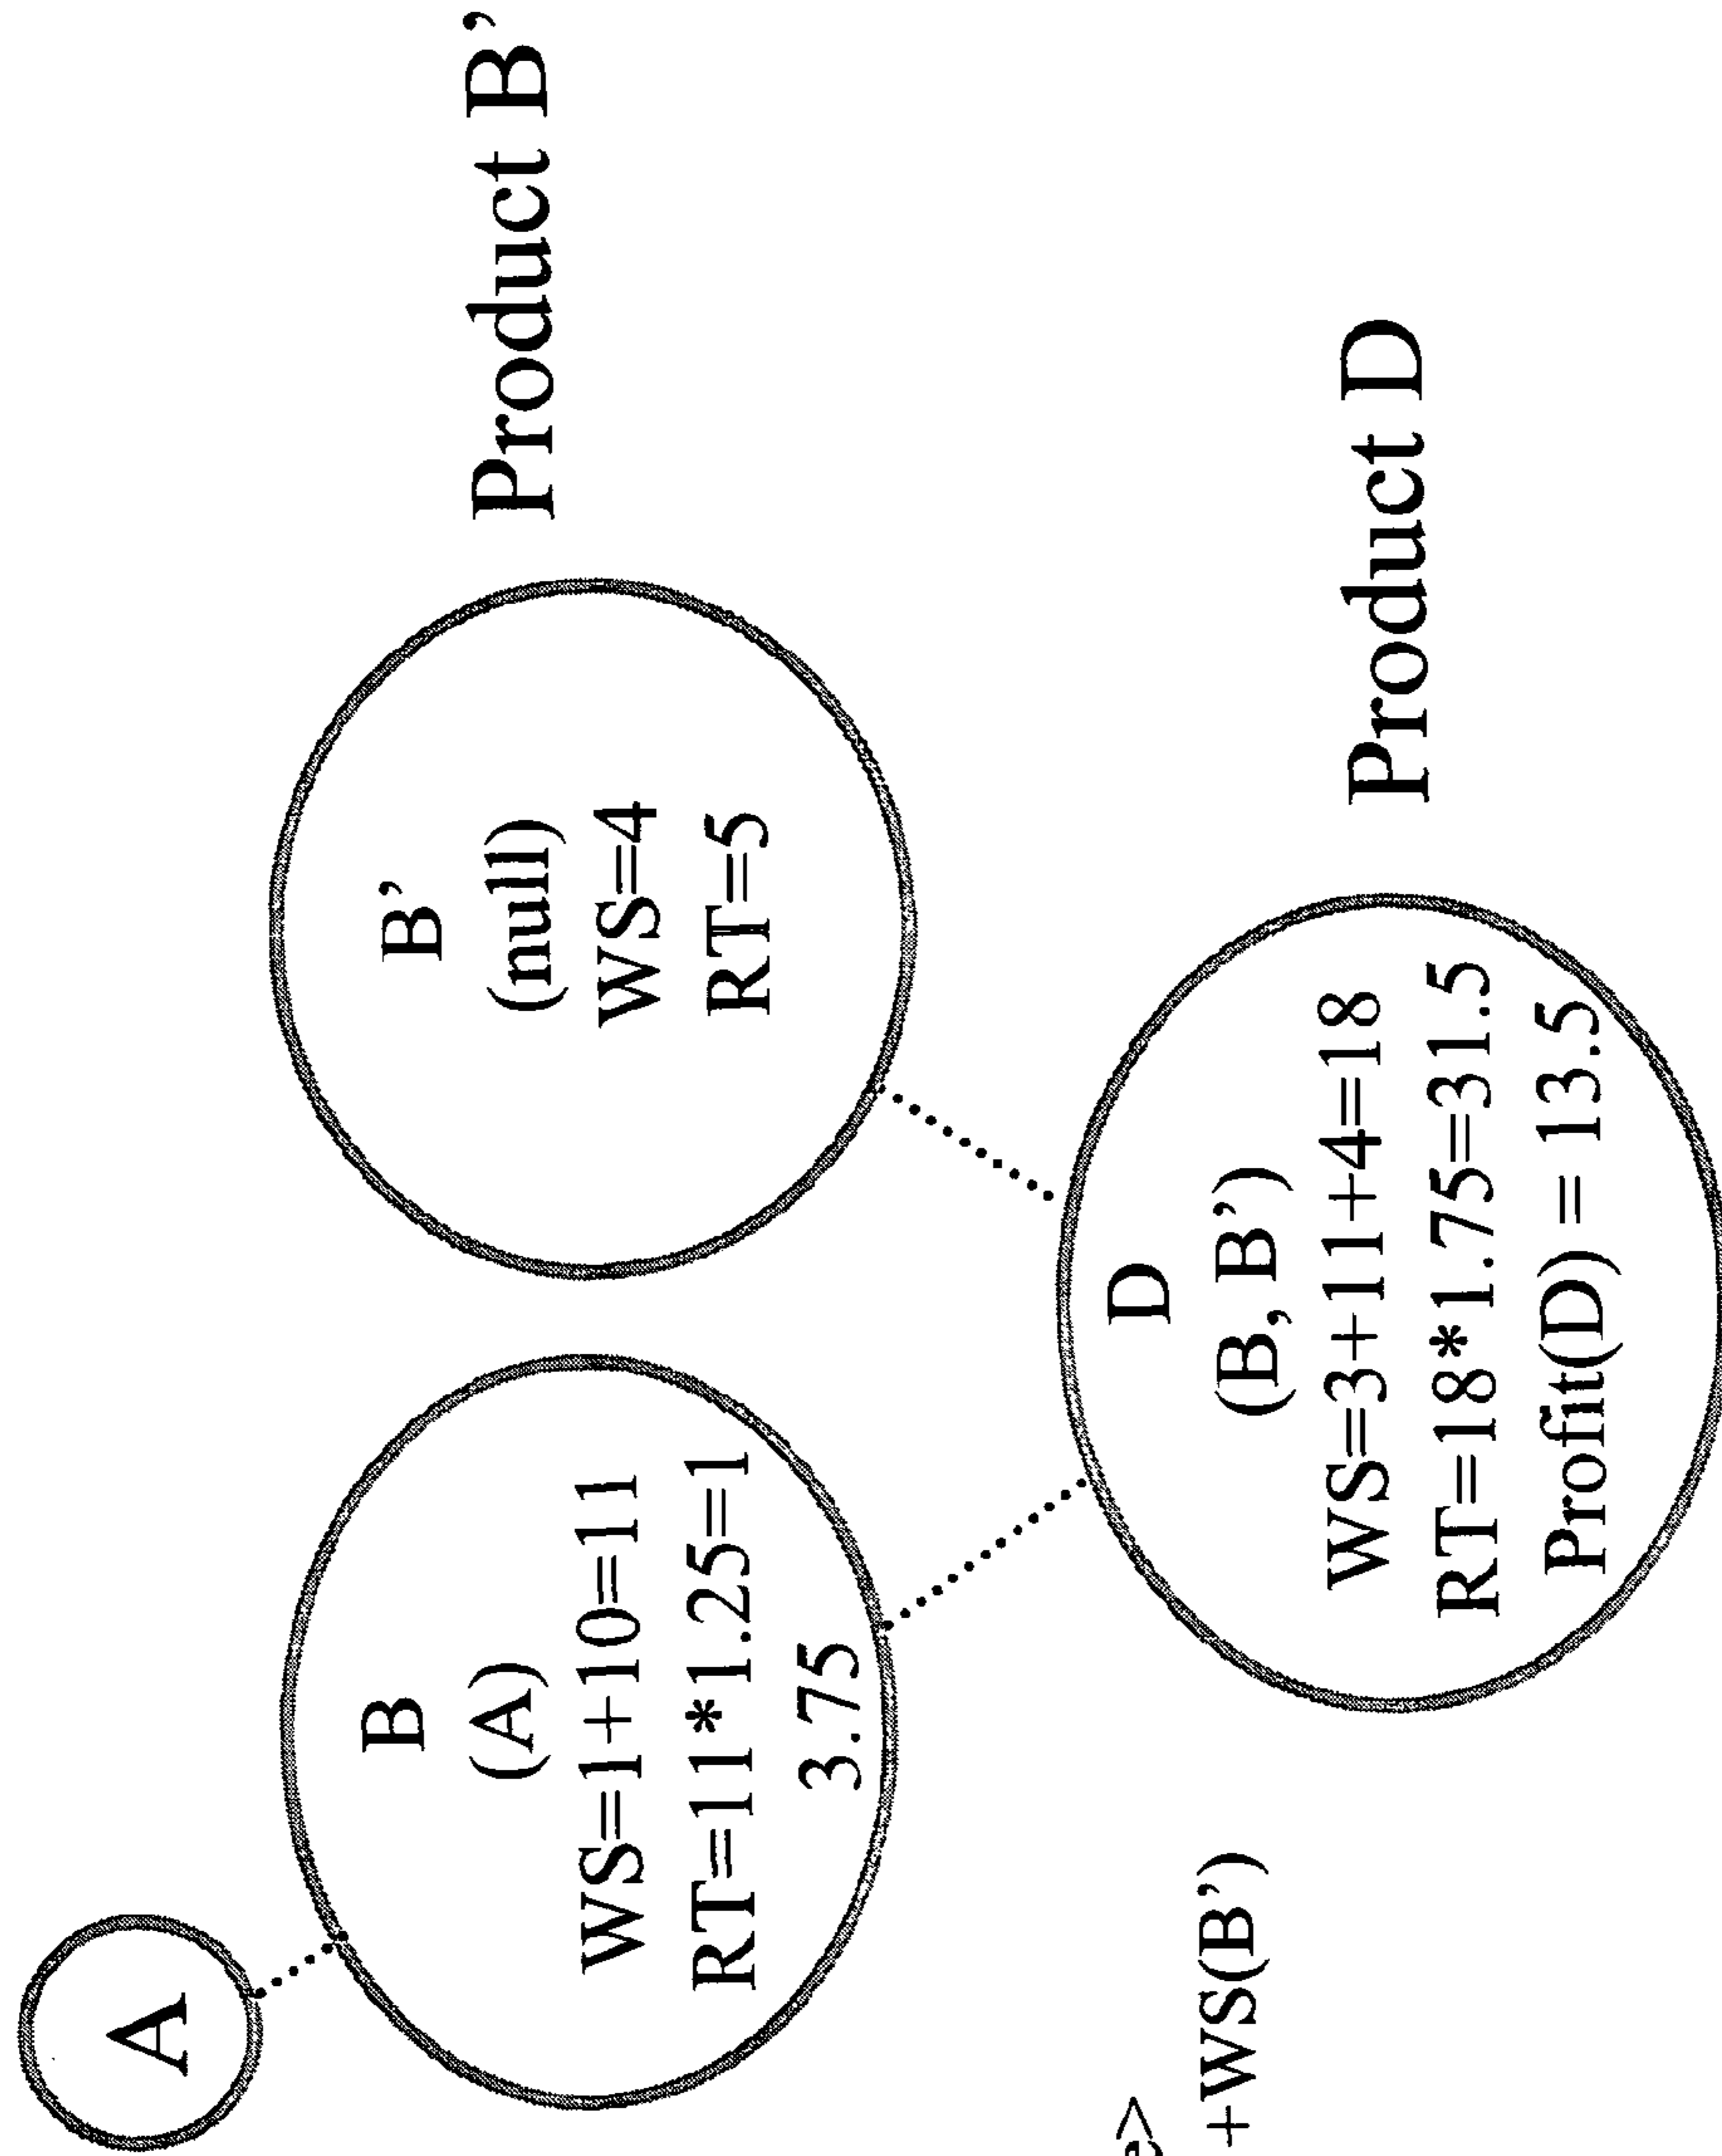 A
B
(A)
WS=1+10=11
RT=11*1.25=1
3.75
B’
(null)
WS=4
RT=5
Product B’
+WS(B’)
D
(B, B’)
WS=3+11+4=18
RT=18*1.75=31.5
Profit(D) = 13.5
Product D